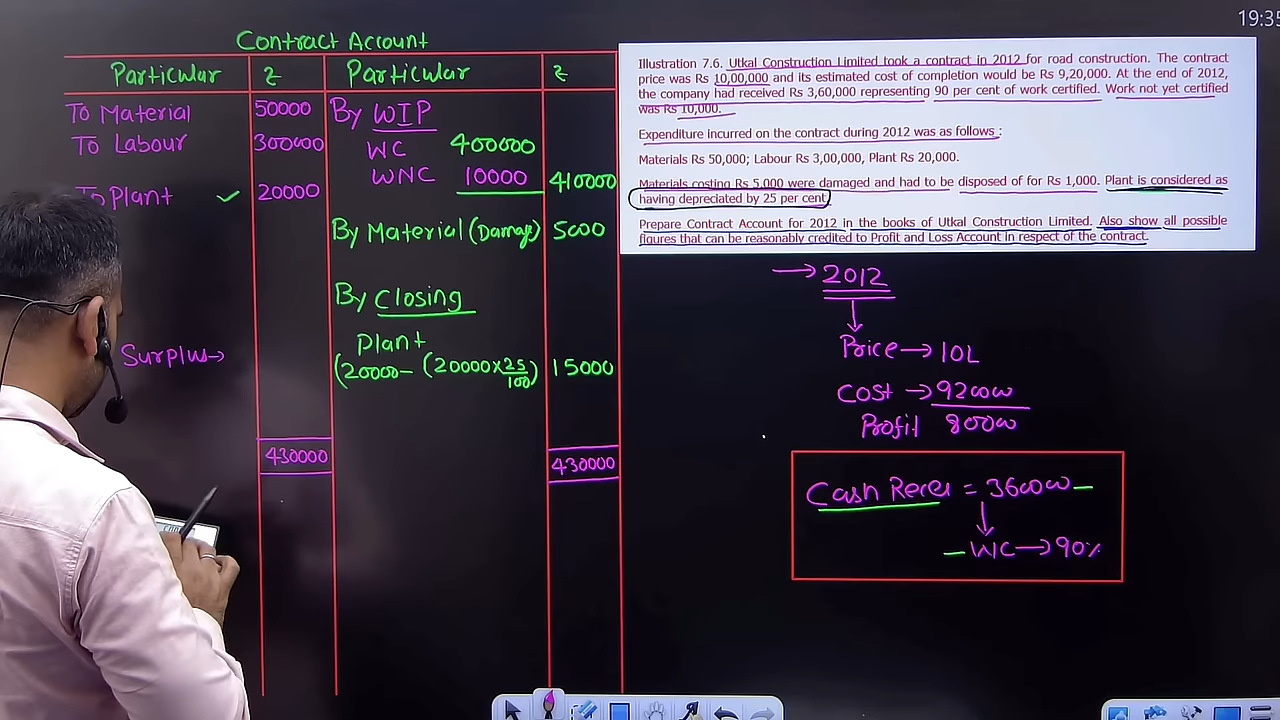 19:35
Contract Account
Particular ₹ Particular ₹
To Material 50000 By WIP
WC 400000
To Labour 300000
WNC 10000 410000
To Plant ✓ 20000
By Material (Damage) 5000
By Closing
Plant
(20000 - (20000×25/100) 15000
Surplus→
430000 430000
Illustration 7.6. Utkal Construction Limited took a contract in 2012 for road construction. The contract
price was Rs 10,00,000 and its estimated cost of completion would be Rs 9,20,000. At the end of 2012,
the company had received Rs 3,60,000 representing 90 per cent of work certified. Work not yet certified
was Rs 10,000.
Expenditure incurred on the contract during 2012 was as follows :
Materials Rs 50,000; Labour Rs 3,00,000, Plant Rs 20,000.
Materials costing Rs 5,000 were damaged and had to be disposed of for Rs 1,000. Plant is considered as
having depreciated by 25 per cent.
Prepare Contract Account for 2012 in the books of Utkal Construction Limited. Also show all possible
figures that can be reasonably credited to Profit and Loss Account in respect of the contract.
→ 2012
Price → 10L
Cost → 920000
Profit 80000
= 360000
WC → 90%